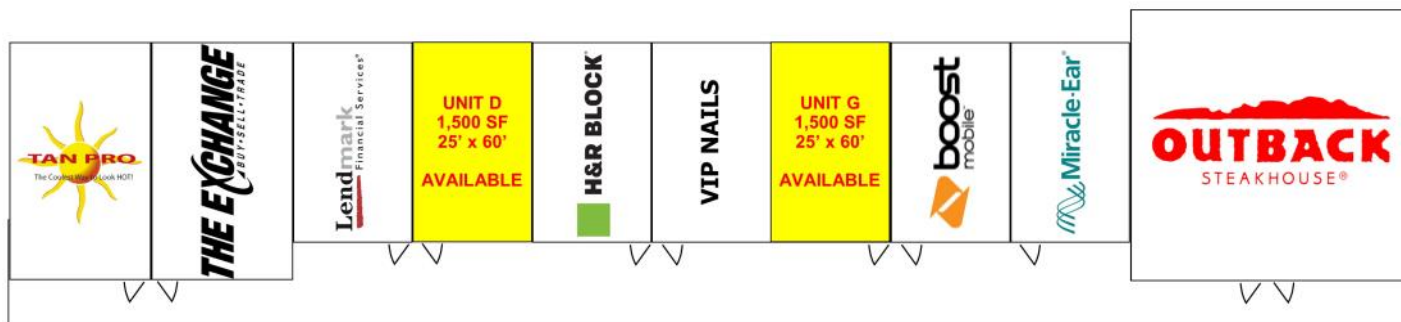 TAN PRO
The Coolest Way to Look HOT!
THE EXCHANGE
BUY•SELL•TRADE
Lendmark
Financial Services®
UNIT D
1,500 SF
25’ x 60’
AVAILABLE
H&R BLOCK®
VIP NAILS
UNIT G
1,500 SF
25’ x 60’
AVAILABLE
boost
mobile™
Miracle-Ear®
OUTBACK
STEAKHOUSE®